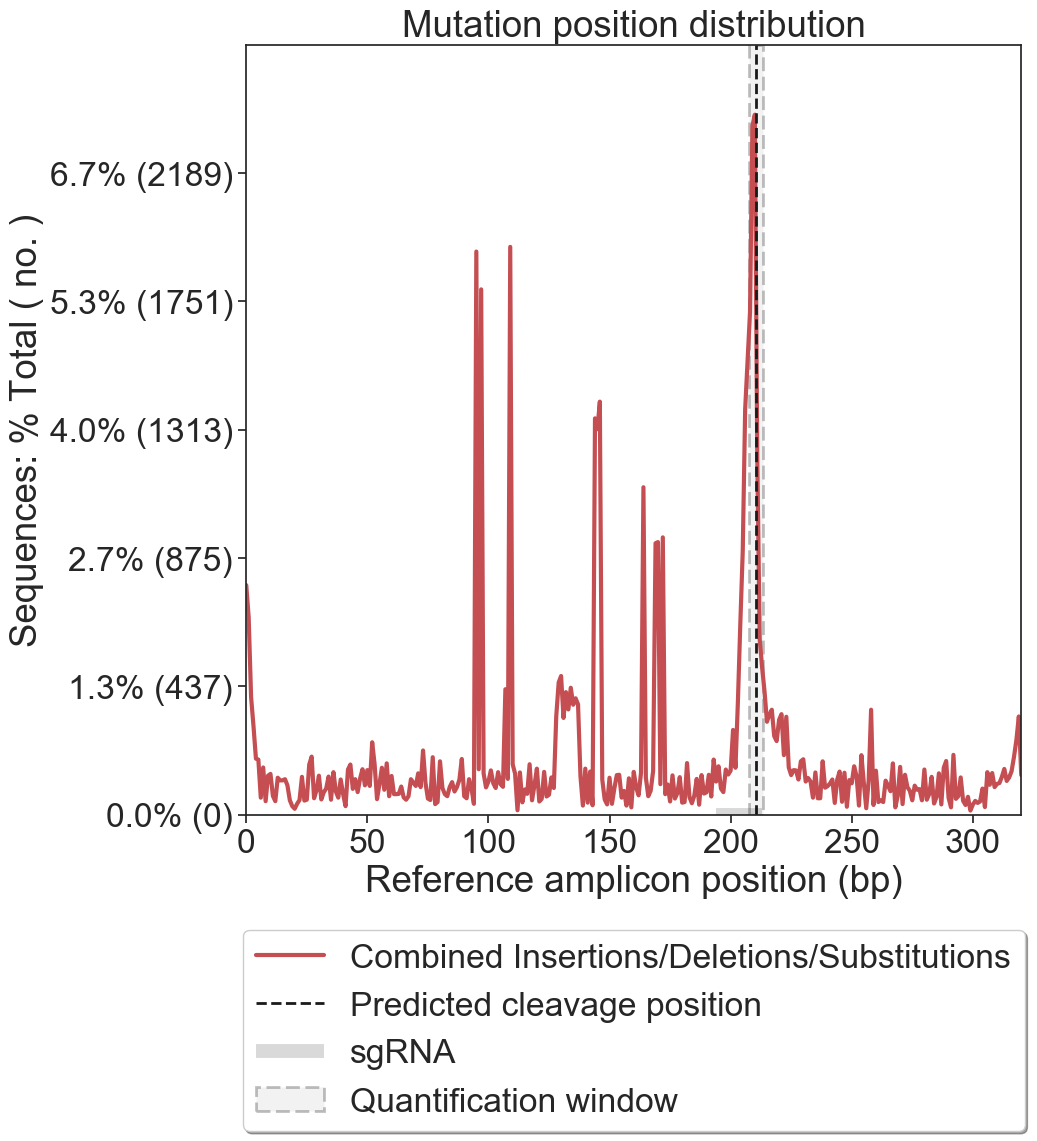 Mutation position distribution
Sequences: % Total ( no. )
6.7% (2189)
5.3% (1751)
4.0% (1313)
2.7% (875)
1.3% (437)
0.0% (0)
0 50 100 150 200 250 300
Reference amplicon position (bp)
Combined Insertions/Deletions/Substitutions
Predicted cleavage position
sgRNA
Quantification window